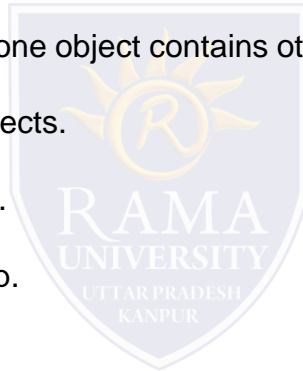 one object contains ot
ects.
.
o.
R
RAMA
UNIVERSITY
UTTAR PRADESH
KANPUR